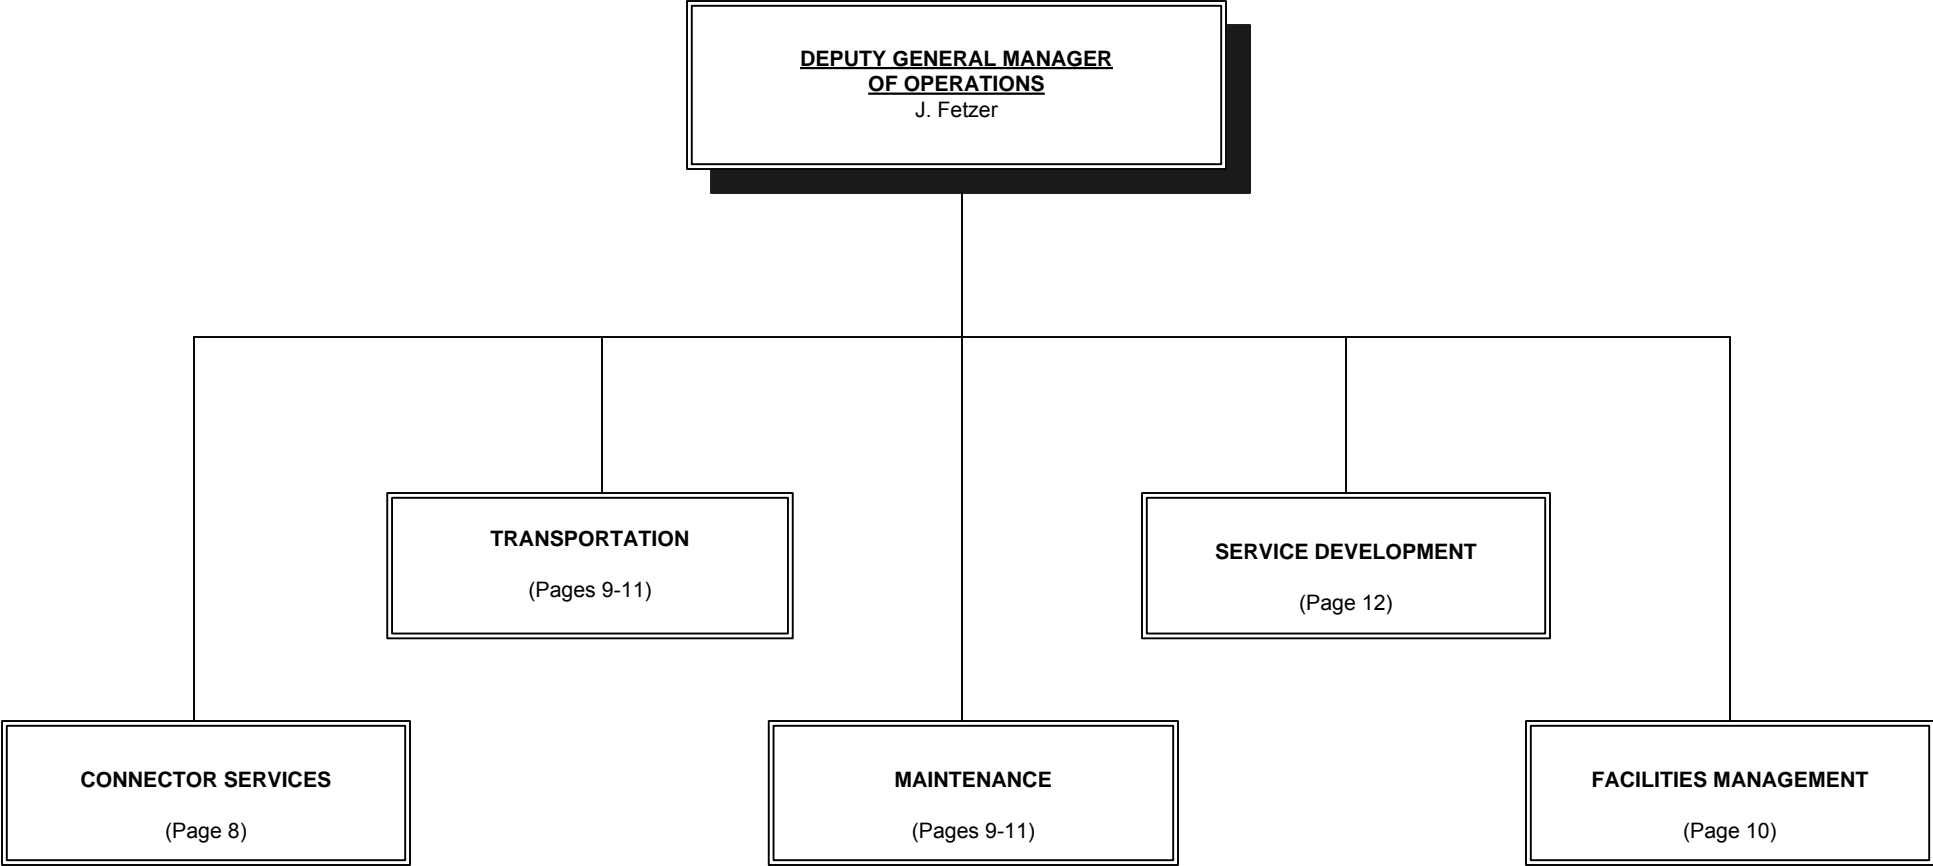 DEPUTY GENERAL MANAGER
OF OPERATIONS
J. Fetzer
TRANSPORTATION
(Pages 9-11)
SERVICE DEVELOPMENT
(Page 12)
CONNECTOR SERVICES
(Page 8)
MAINTENANCE
(Pages 9-11)
FACILITIES MANAGEMENT
(Page 10)